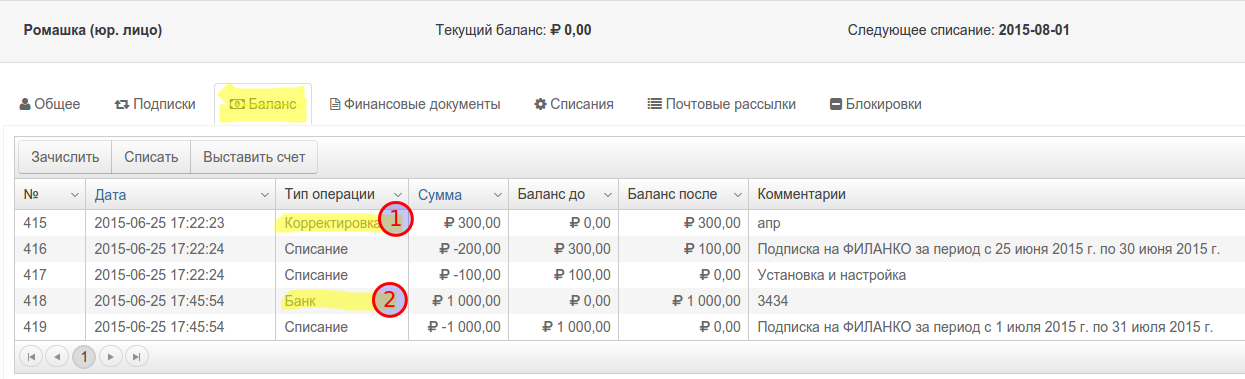 Ромашка (юр. лицо) Текущий баланс: ₽ 0,00 Следующее списание: 2015-08-01
Общее Подписки Баланс Финансовые документы Списания Почтовые рассылки Блокировки
Зачислить Списать Выставить счет
№ Дата Тип операции Сумма Баланс до Баланс после Комментарии
415 2015-06-25 17:22:23 Корректировка 1 ₽ 300,00 ₽ 0,00 ₽ 300,00 апр
416 2015-06-25 17:22:24 Списание ₽ -200,00 ₽ 300,00 ₽ 100,00 Подписка на ФИЛАНКО за период с 25 июня 2015 г. по 30 июня 2015 г.
417 2015-06-25 17:22:24 Списание ₽ -100,00 ₽ 100,00 ₽ 0,00 Установка и настройка
418 2015-06-25 17:45:54 Банк 2 ₽ 1 000,00 ₽ 0,00 ₽ 1 000,00 3434
419 2015-06-25 17:45:54 Списание ₽ -1 000,00 ₽ 1 000,00 ₽ 0,00 Подписка на ФИЛАНКО за период с 1 июля 2015 г. по 31 июля 2015 г.
1